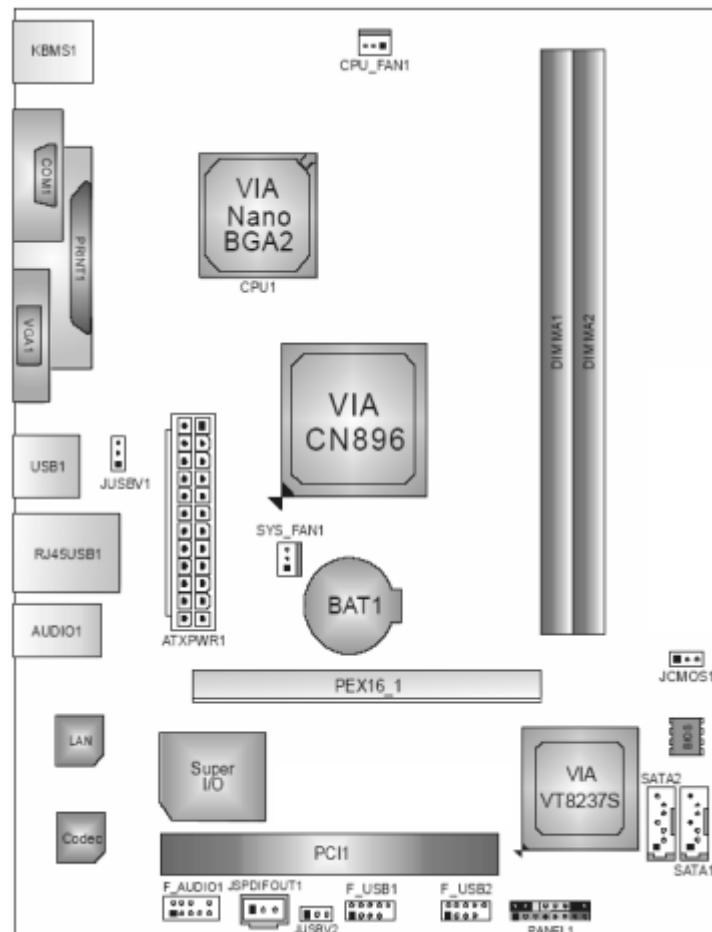 KBMS1
CPU_FAN1
COM1
PRINT1
VIA
Nano
BGA2
CPU1
VGA1
DIMMA1
DIMMA2
VIA
CN896
USB1
JUSBV1
SYS_FAN1
RJ45USB1
BAT1
AUDIO1
ATXPWR1
JCMOS1
PEX16_1
LAN
Super
I/O
VIA
VT8237S
BIOS
SATA2
Codec
PCI1
SATA1
F_AUDIO1
JSPDIFOUT1
F_USB1
F_USB2
JUSBV2
PANEL1